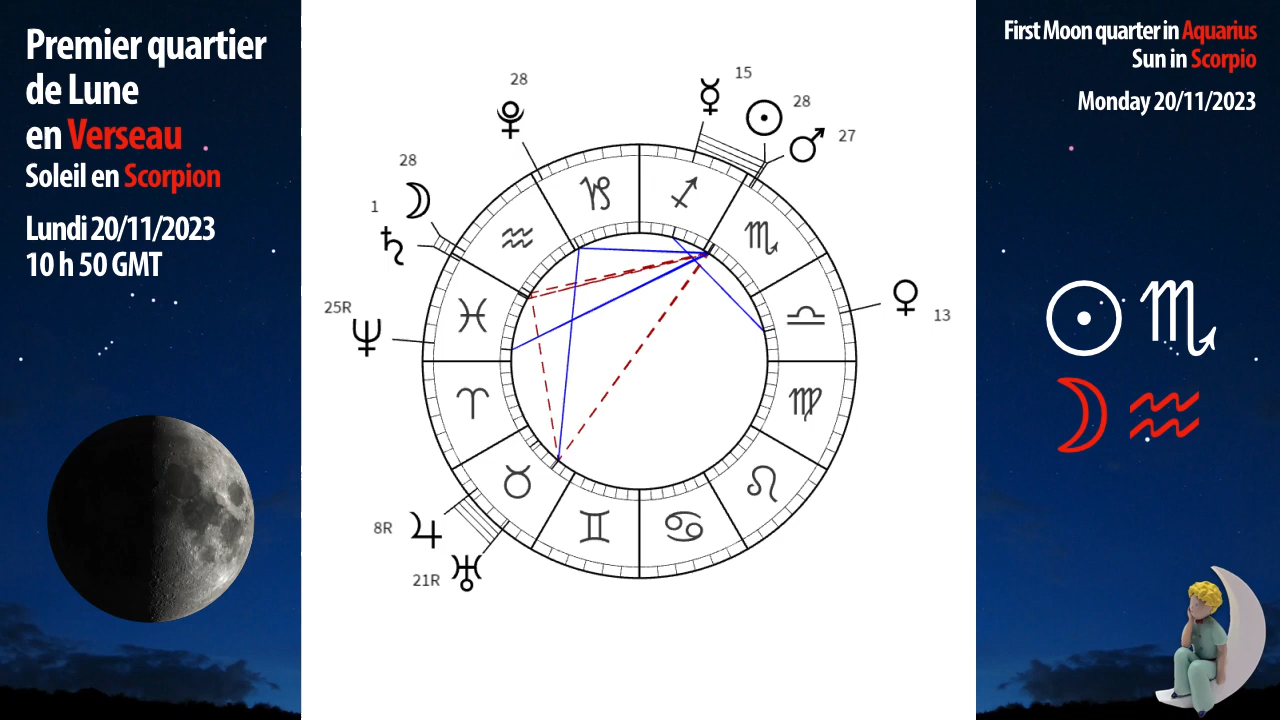 Premier quartier
de Lune
en Verseau
Soleil en Scorpion
Lundi 20/11/2023
10 h 50 GMT
First Moon quarter in Aquarius
Sun in Scorpio
Monday 20/11/2023
28
15
28
27
28
1
25R
13
8R
21R